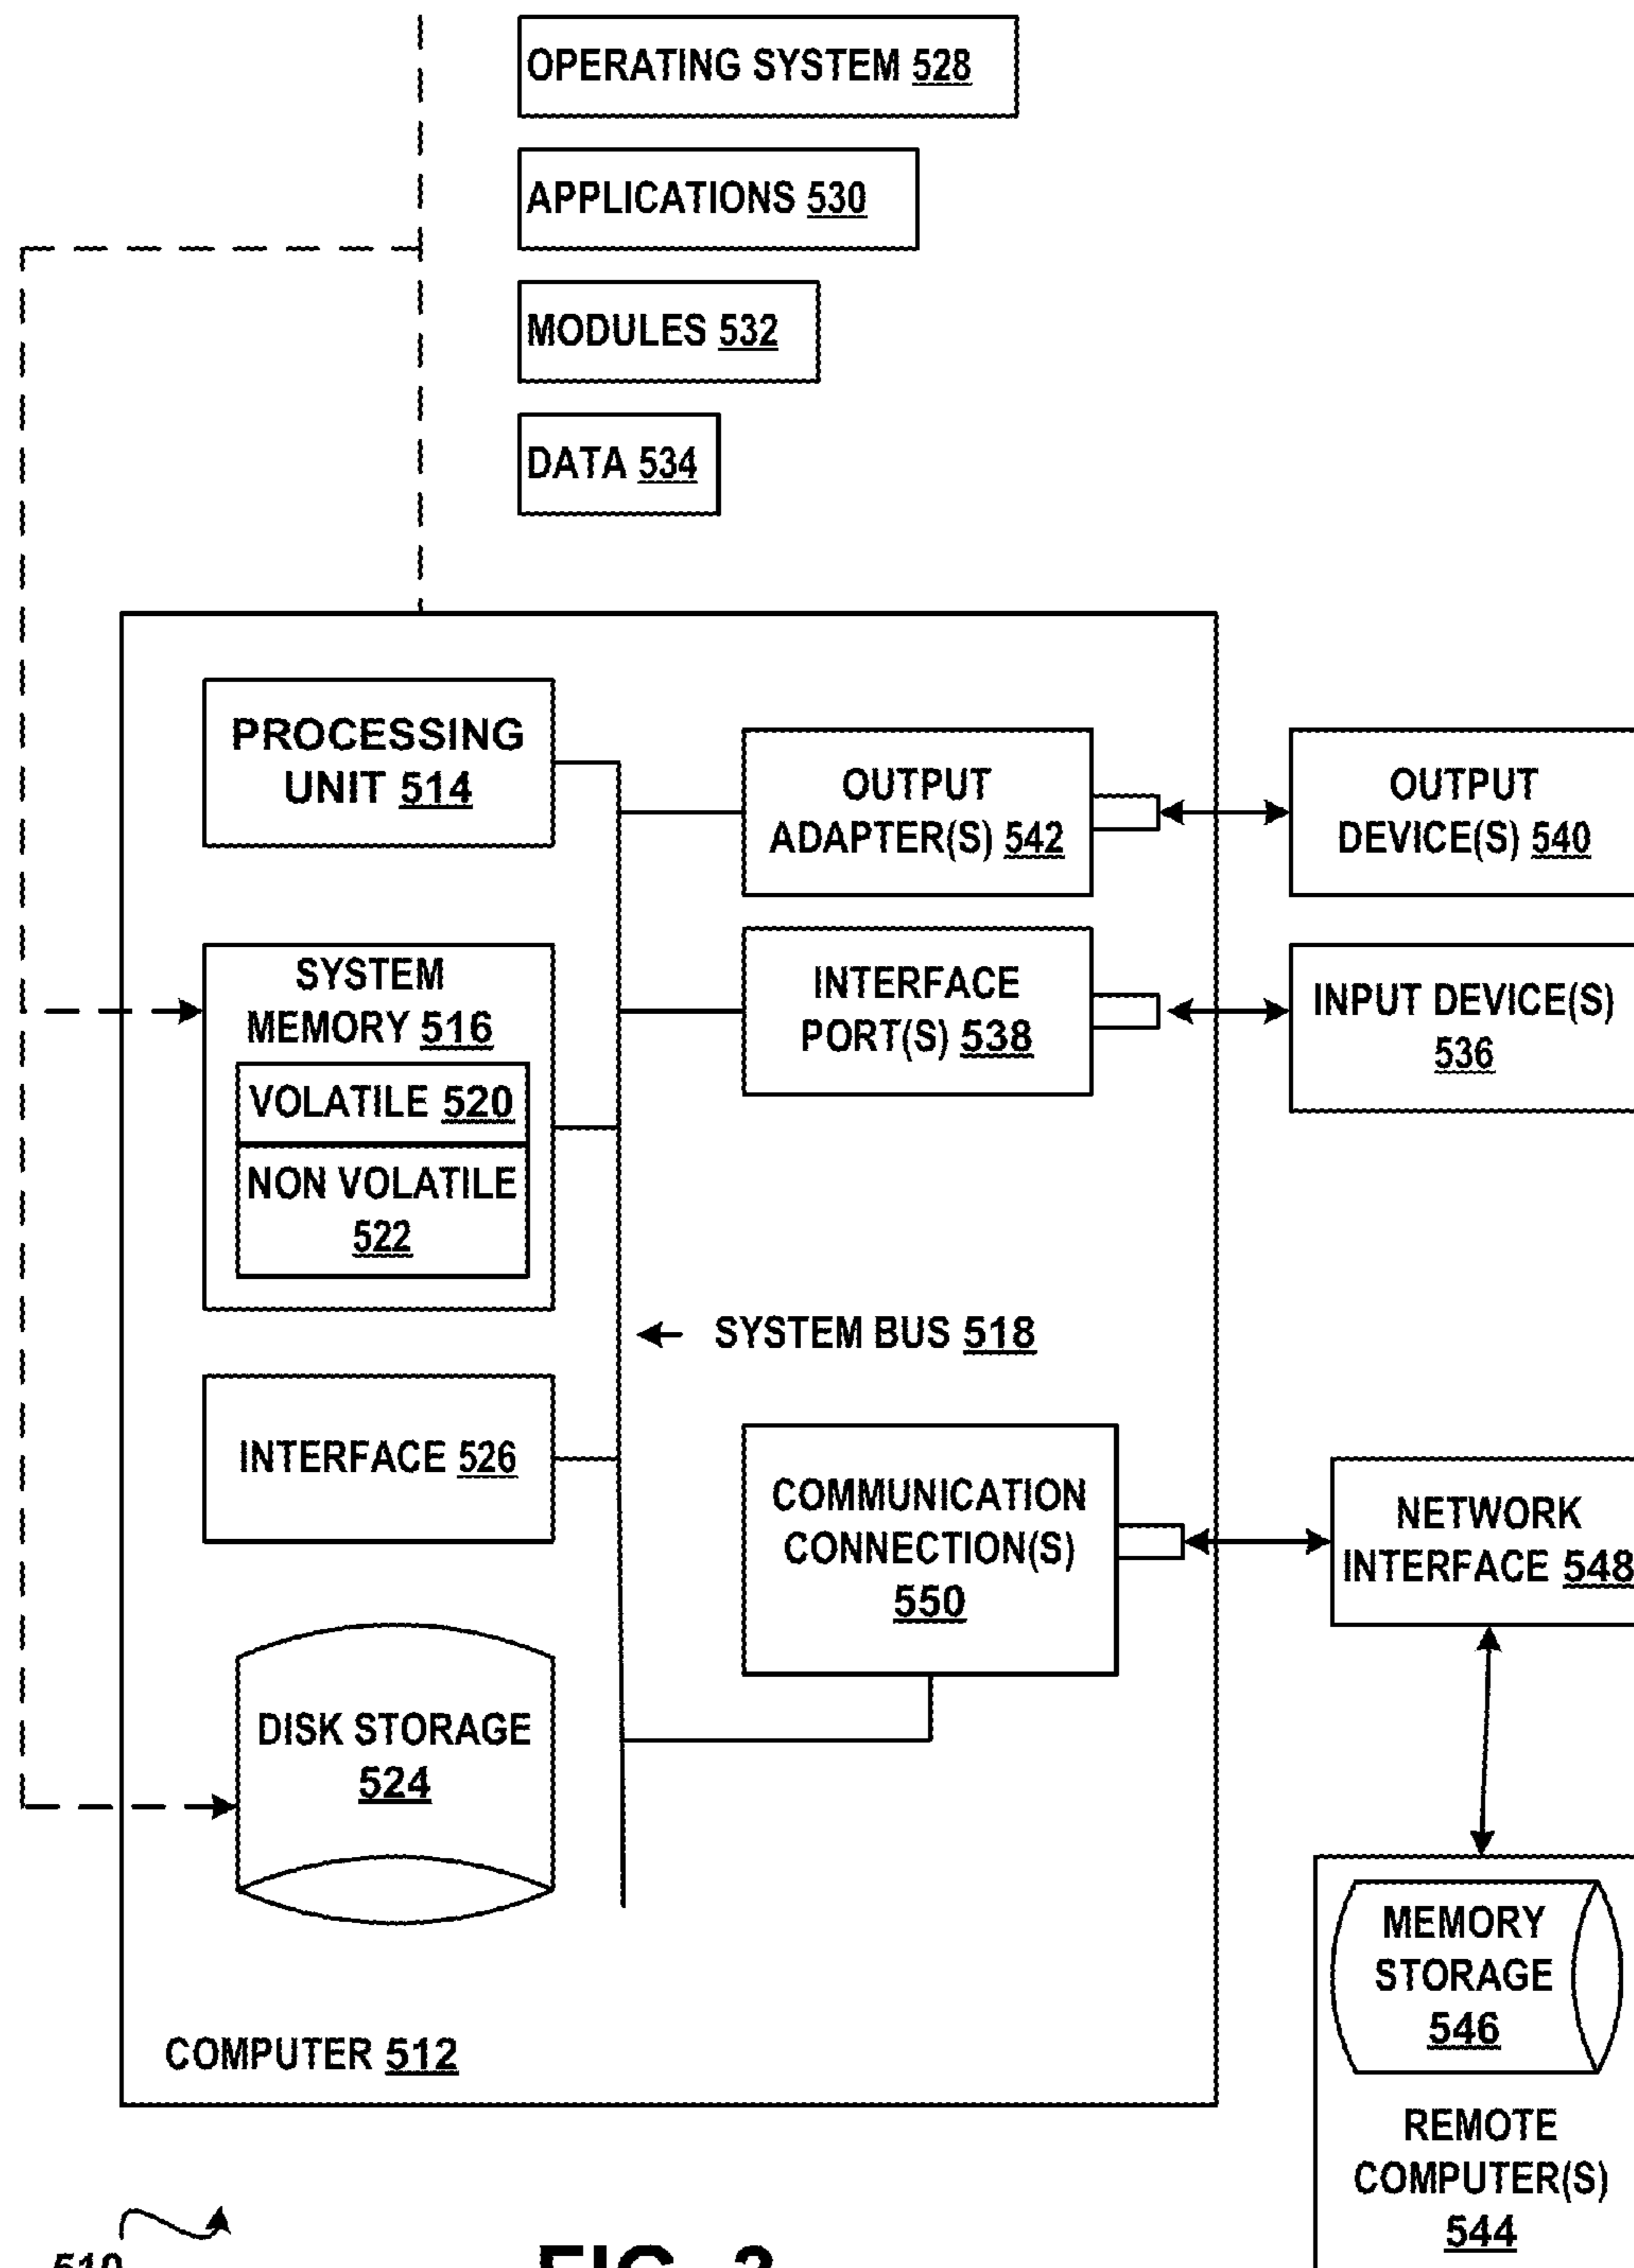 OPERATING SYSTEM 528
APPLICATIONS 530
MODULES 532
DATA 534
PROCESSING
UNIT 514
OUTPUT
ADAPTER(S) 542
OUTPUT
DEVICE(S) 540
SYSTEM
MEMORY 516
VOLATILE 520
NON VOLATILE
522
INTERFACE
PORT(S) 538
INPUT DEVICE(S)
536
SYSTEM BUS 518
INTERFACE 526
COMMUNICATION
CONNECTION(S)
550
NETWORK
INTERFACE 548
DISK STORAGE
524
MEMORY
STORAGE
546
COMPUTER 512
REMOTE
COMPUTER(S)
544
FIG.